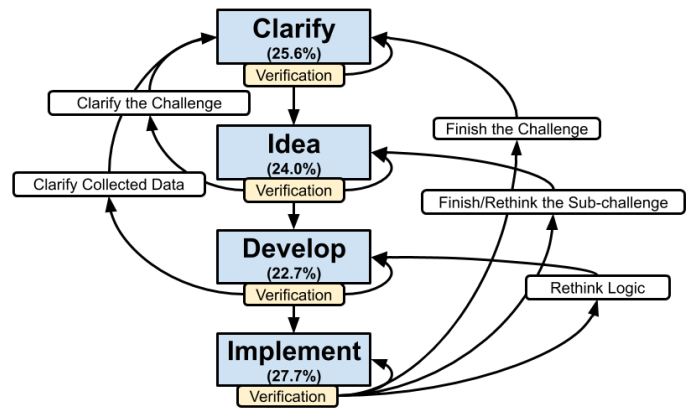 Clarify
(25.6%)
Verification
Clarify the Challenge
Finish the Challenge
Idea
(24.0%)
Verification
Clarify Collected Data
Finish/Rethink the Sub-challenge
Develop
(22.7%)
Verification
Rethink Logic
Implement
(27.7%)
Verification